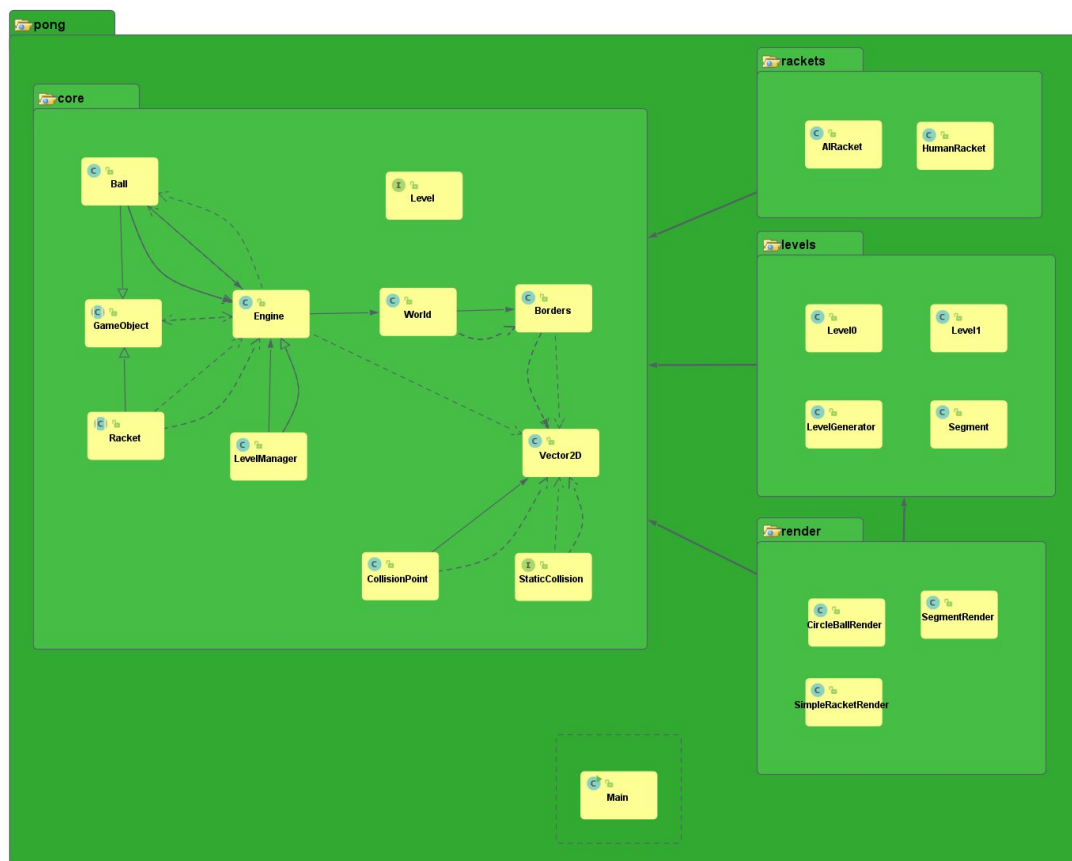 pong
core
Ball
Level
GameObject
Engine
World
Borders
Racket
LevelManager
Vector2D
CollisionPoint
StaticCollision
rackets
AIRacket
HumanRacket
levels
Level0
Level1
LevelGenerator
Segment
render
CircleBallRender
SegmentRender
SimpleRacketRender
Main